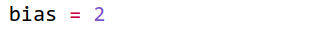 bias = 2